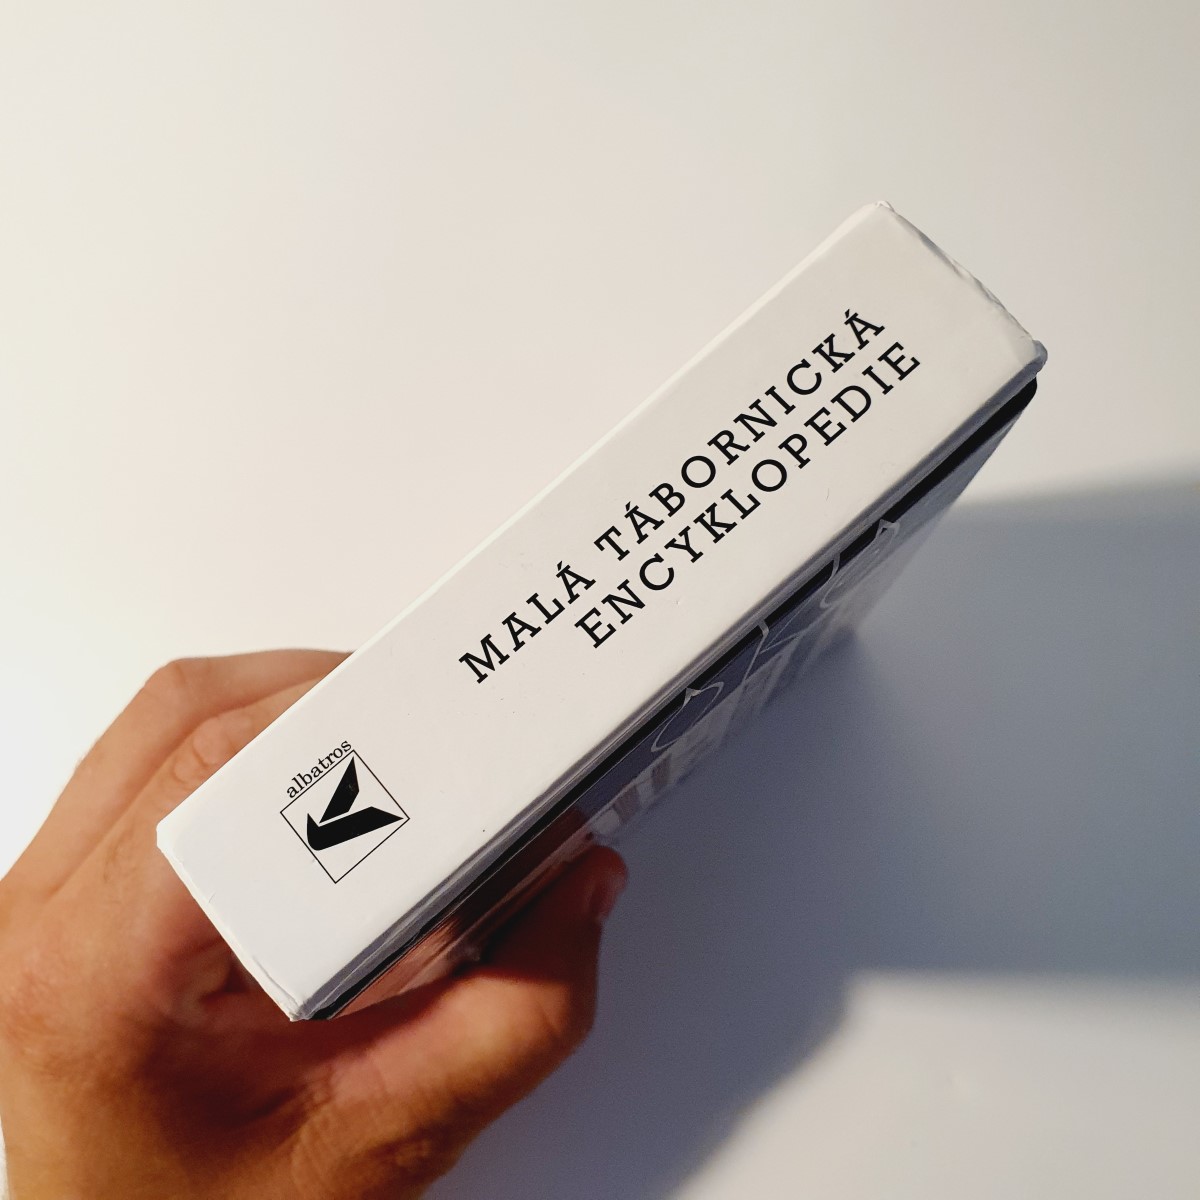 MALÁ TÁBORNICKÁ
ENCYKLOPEDIE
albatros